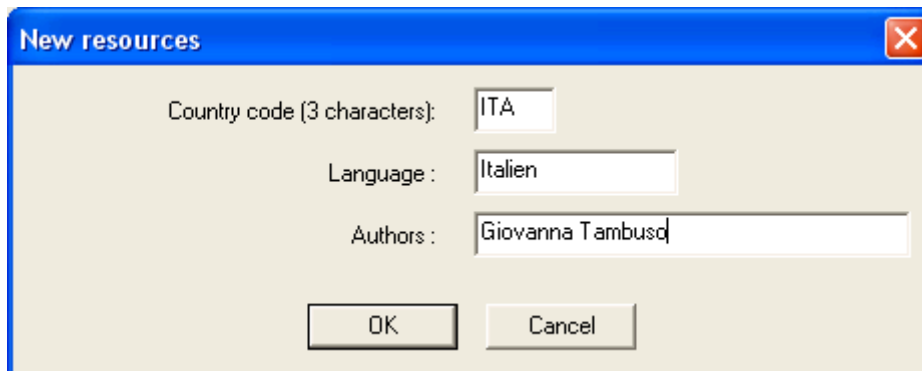 New resources
Country code (3 characters): ITA
Language : Italien
Authors : Giovanna Tambuso
OK Cancel